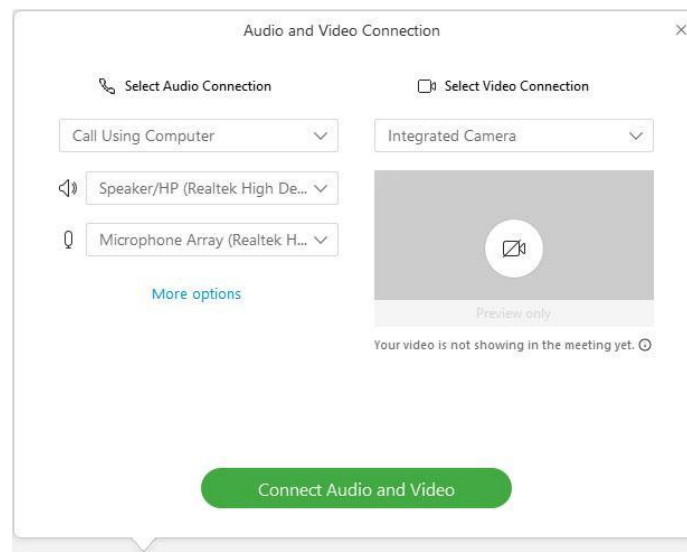 Audio and Video Connection
Select Audio Connection
Call Using Computer
Speaker/HP (Realtek High De...
Microphone Array (Realtek H...
More options
Select Video Connection
Integrated Camera
Preview only
Your video is not showing in the meeting yet.
Connect Audio and Video